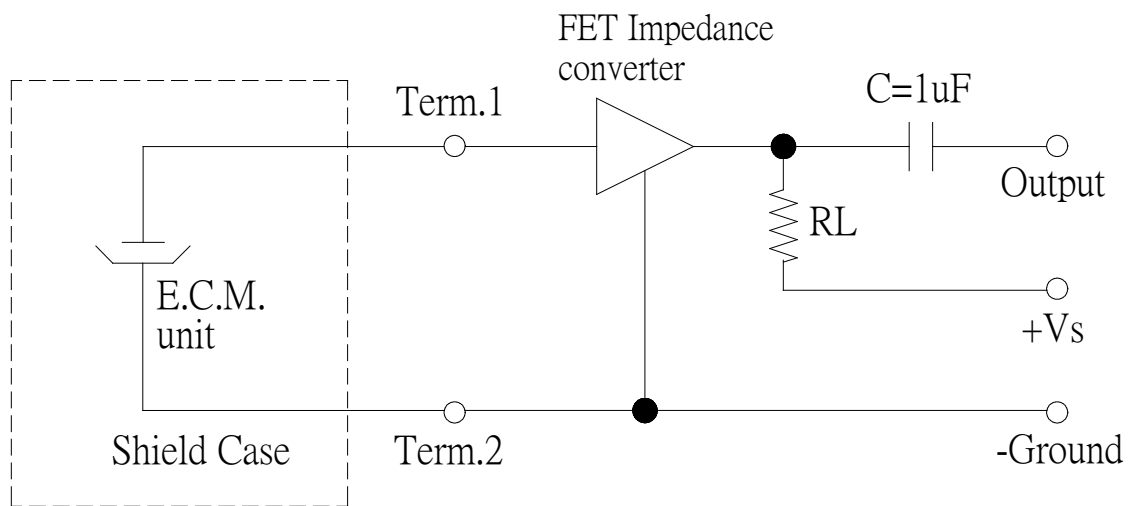 FET Impedance
converter
C=1uF
Term.1
Output
RL
E.C.M.
unit
+Vs
Shield Case
Term.2
-Ground